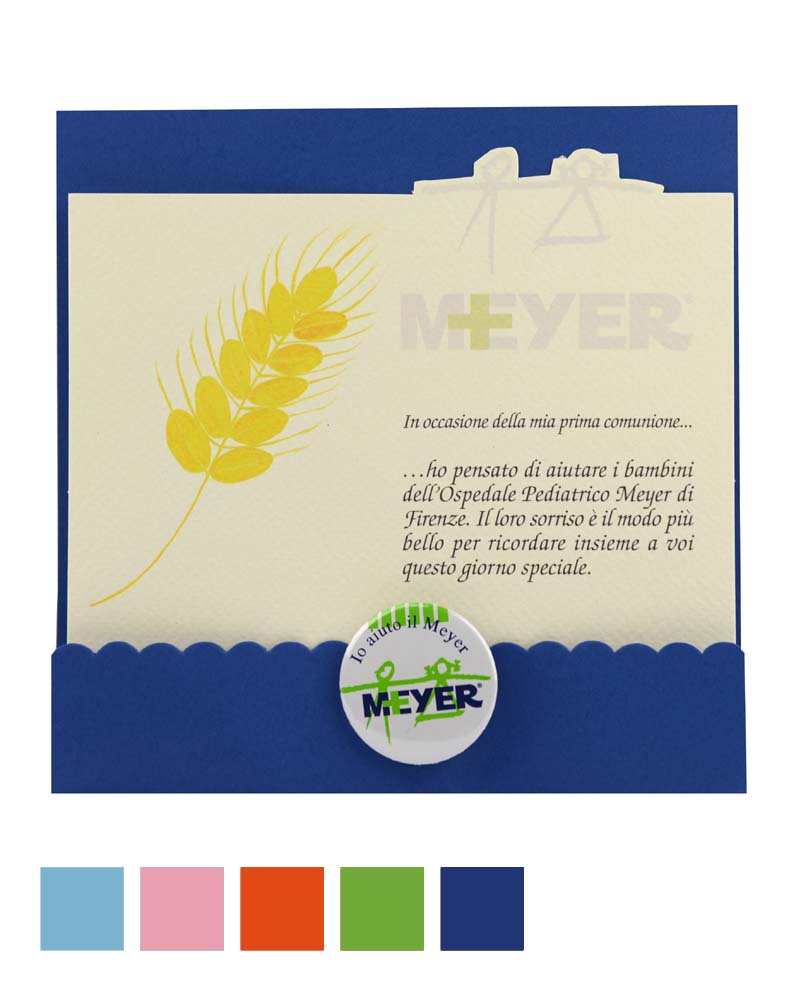 MEYER®
In occasione della mia prima comunione...
...ho pensato di aiutare i bambini
dell'Ospedale Pediatrico Meyer di
Firenze. Il loro sorriso è il modo più
bello per ricordare insieme a voi
questo giorno speciale.
Io aiuto il Meyer
MEYER®